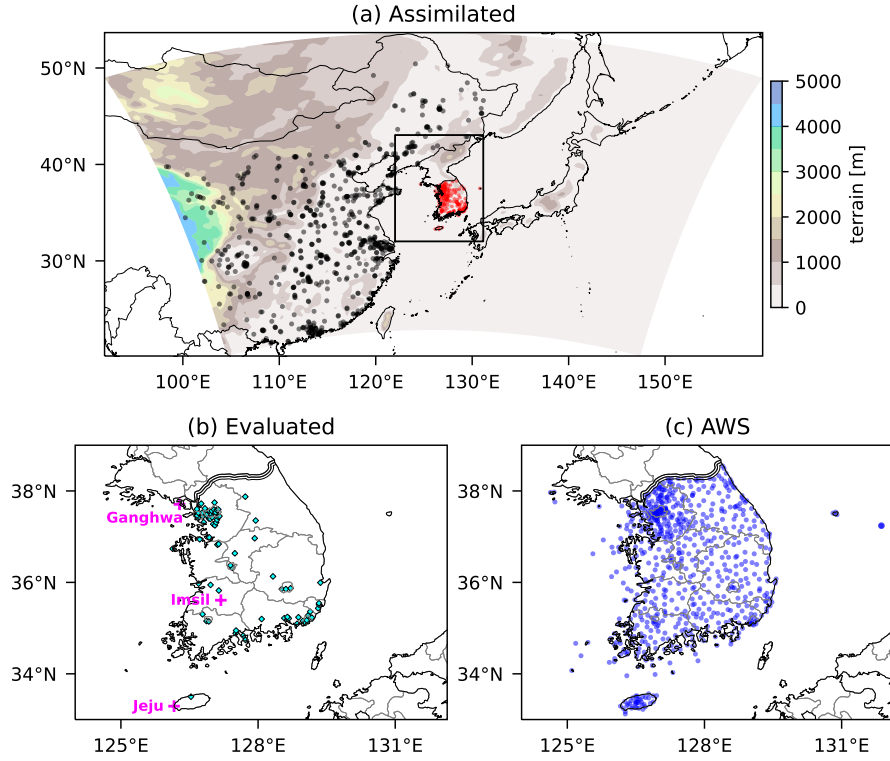 (a) Assimilated
50°N
40°N
30°N
100°E 110°E 120°E 130°E 140°E 150°E
5000
4000
3000
2000
1000
0
terrain [m]
(b) Evaluated
38°N
36°N
34°N
125°E 128°E 131°E
Ganghwa
Imsil
Jeju
(c) AWS
38°N
36°N
34°N
125°E 128°E 131°E